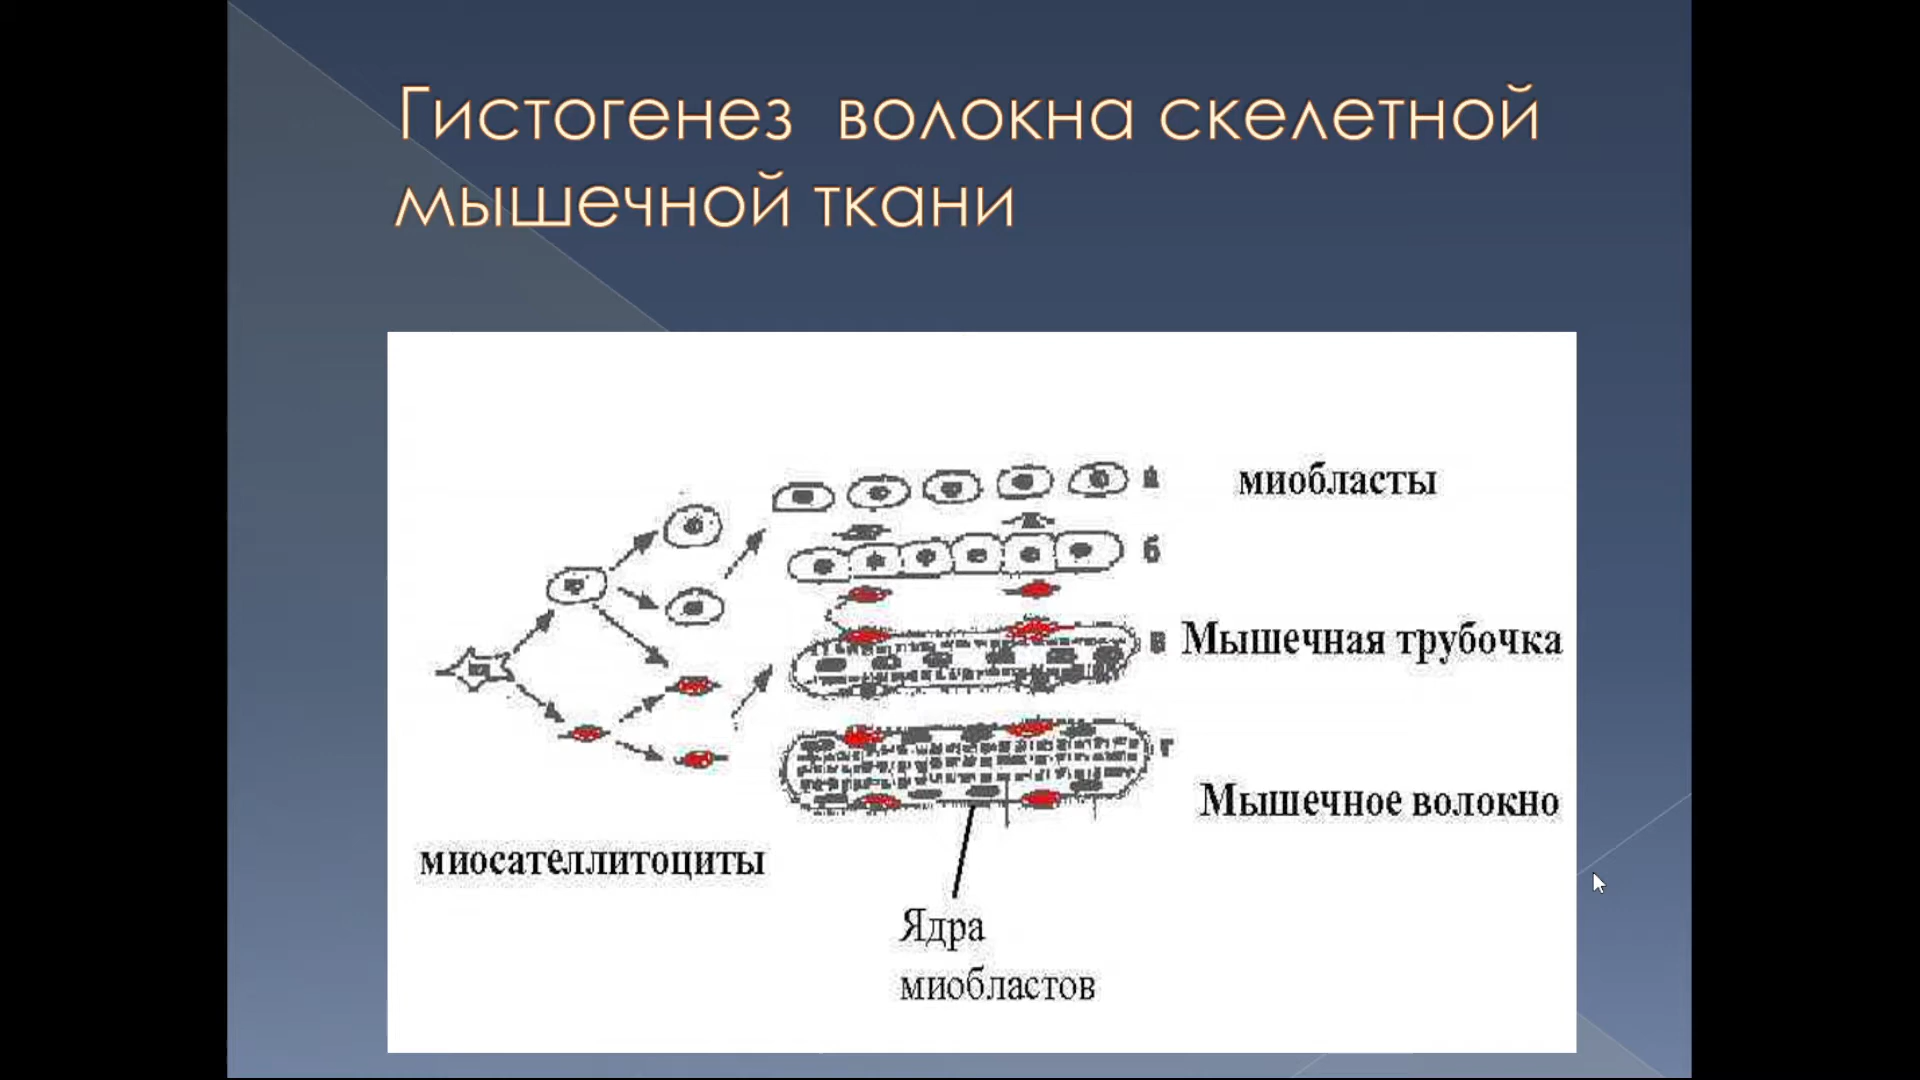 Гистогенез волокна скелетной
мышечной ткани
а
миобласты
б
в
Мышечная трубочка
г
Мышечное волокно
миосателлитоциты
Ядра
миобластов